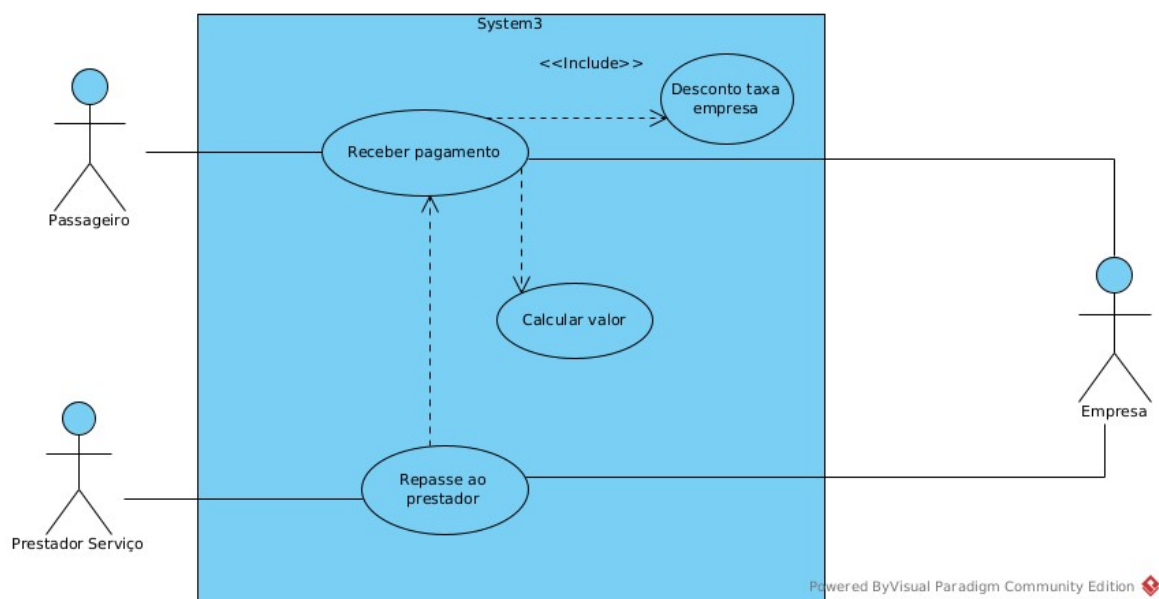 System3
<<Include>>
Desconto taxa
empresa
Receber pagamento
Passageiro
Calcular valor
Empresa
Repasse ao
prestador
Prestador Serviço
Powered ByVisual Paradigm Community Edition